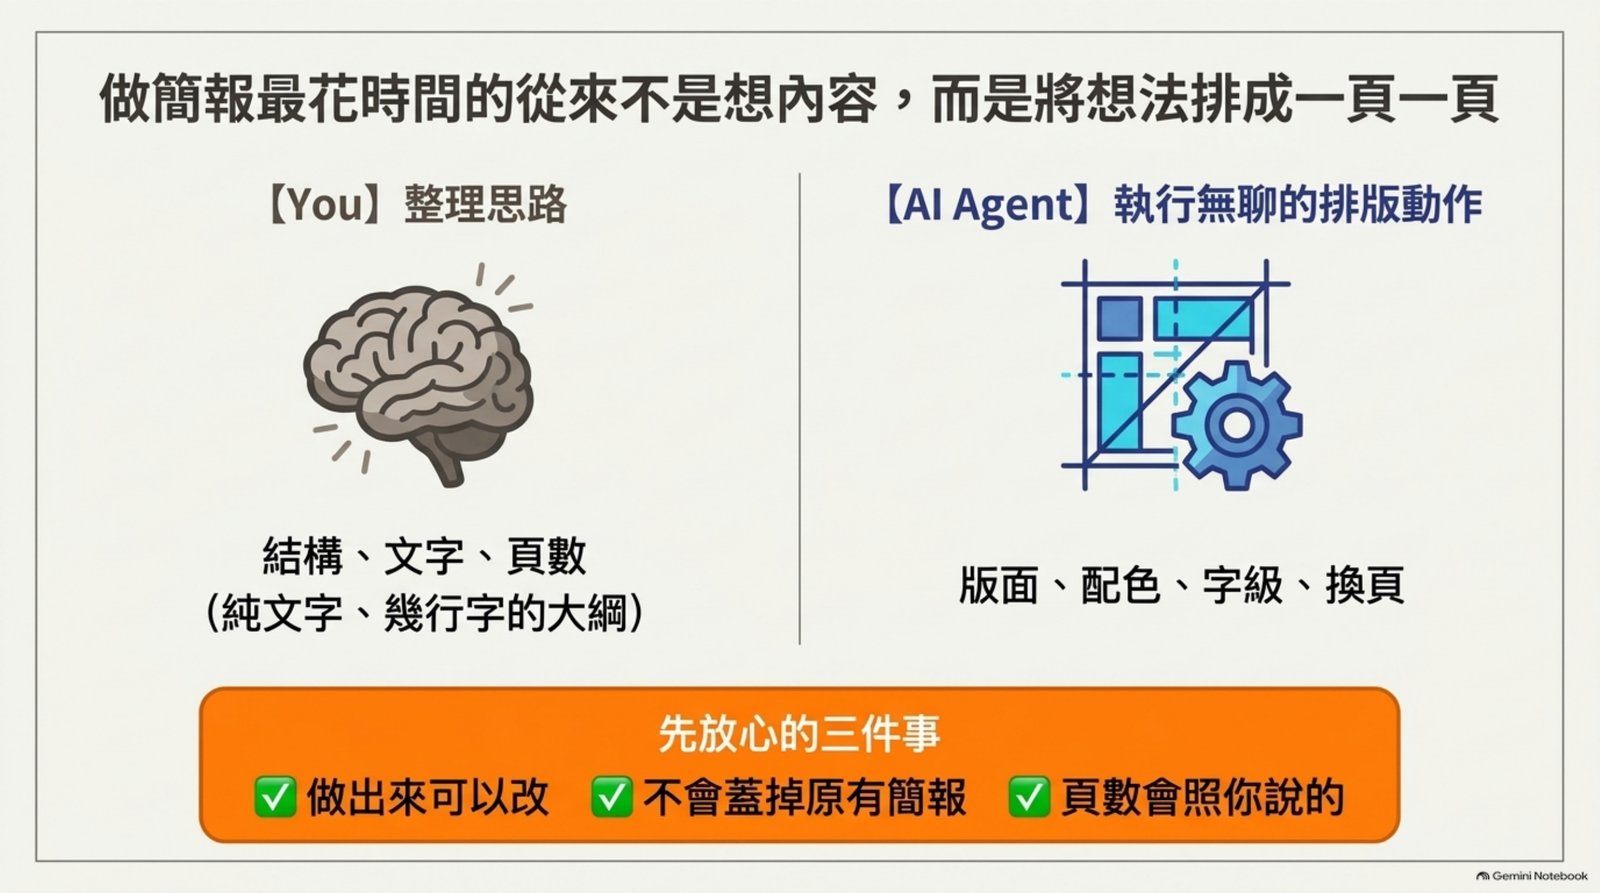 做簡報最花時間的從來不是想內容，而是將想法排成一頁一頁
【You】整理思路
結構、文字、頁數
(純文字、幾行字的大綱)
【AI Agent】執行無聊的排版動作
版面、配色、字級、換頁
先放心的三件事
✅ 做出來可以改 ✅ 不會蓋掉原有簡報 ✅ 頁數會照你說的
Gemini Notebook